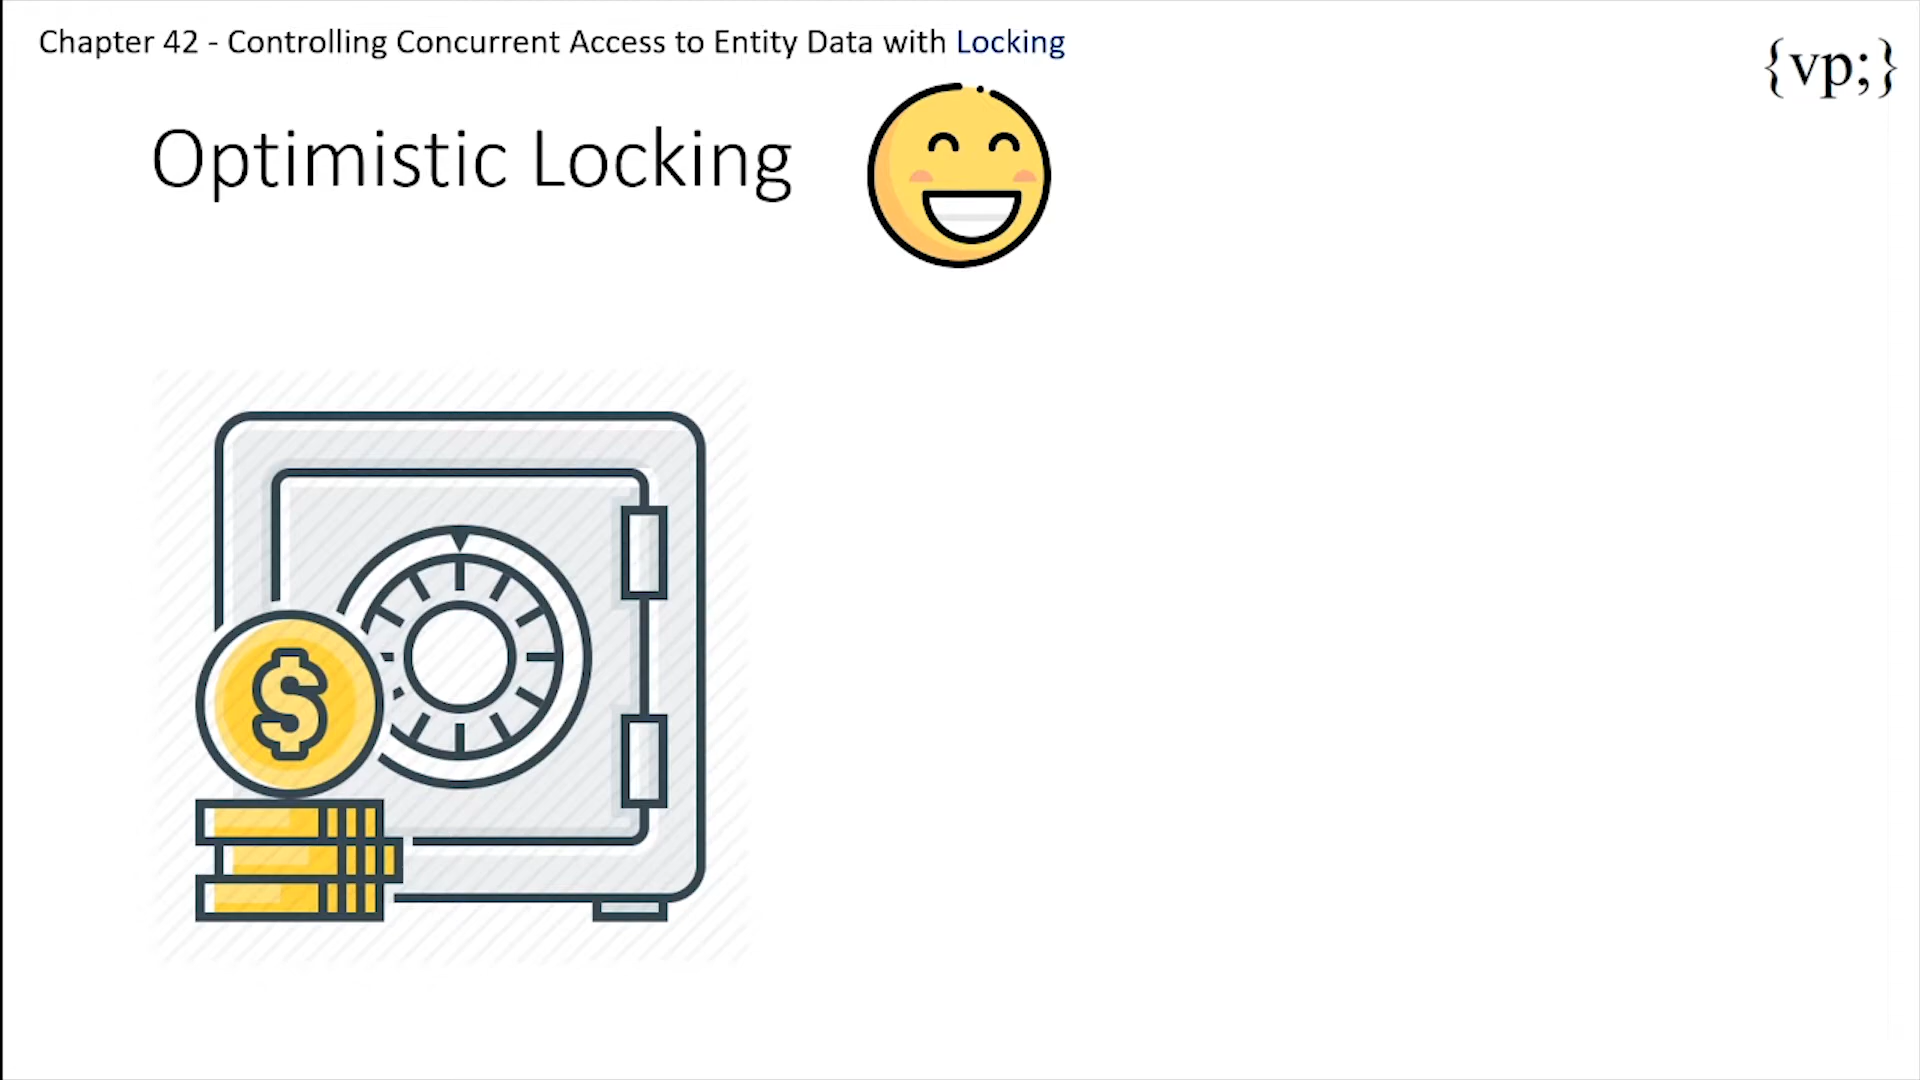 Chapter 42 - Controlling Concurrent Access to Entity Data with Locking
{vp;}
Optimistic Locking
$